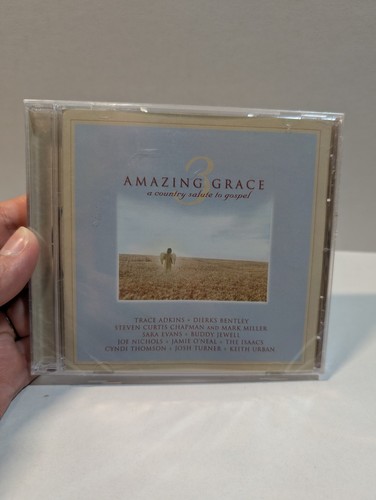 3
AMAZING GRACE
a country salute to gospel
TRACE ADKINS • DIERKS BENTLEY
STEVEN CURTIS CHAPMAN AND MARK MILLER
SARA EVANS • BUDDY JEWELL
JOE NICHOLS • JAMIE O'NEAL • THE ISAACS
CYNDI THOMSON • JOSH TURNER • KEITH URBAN